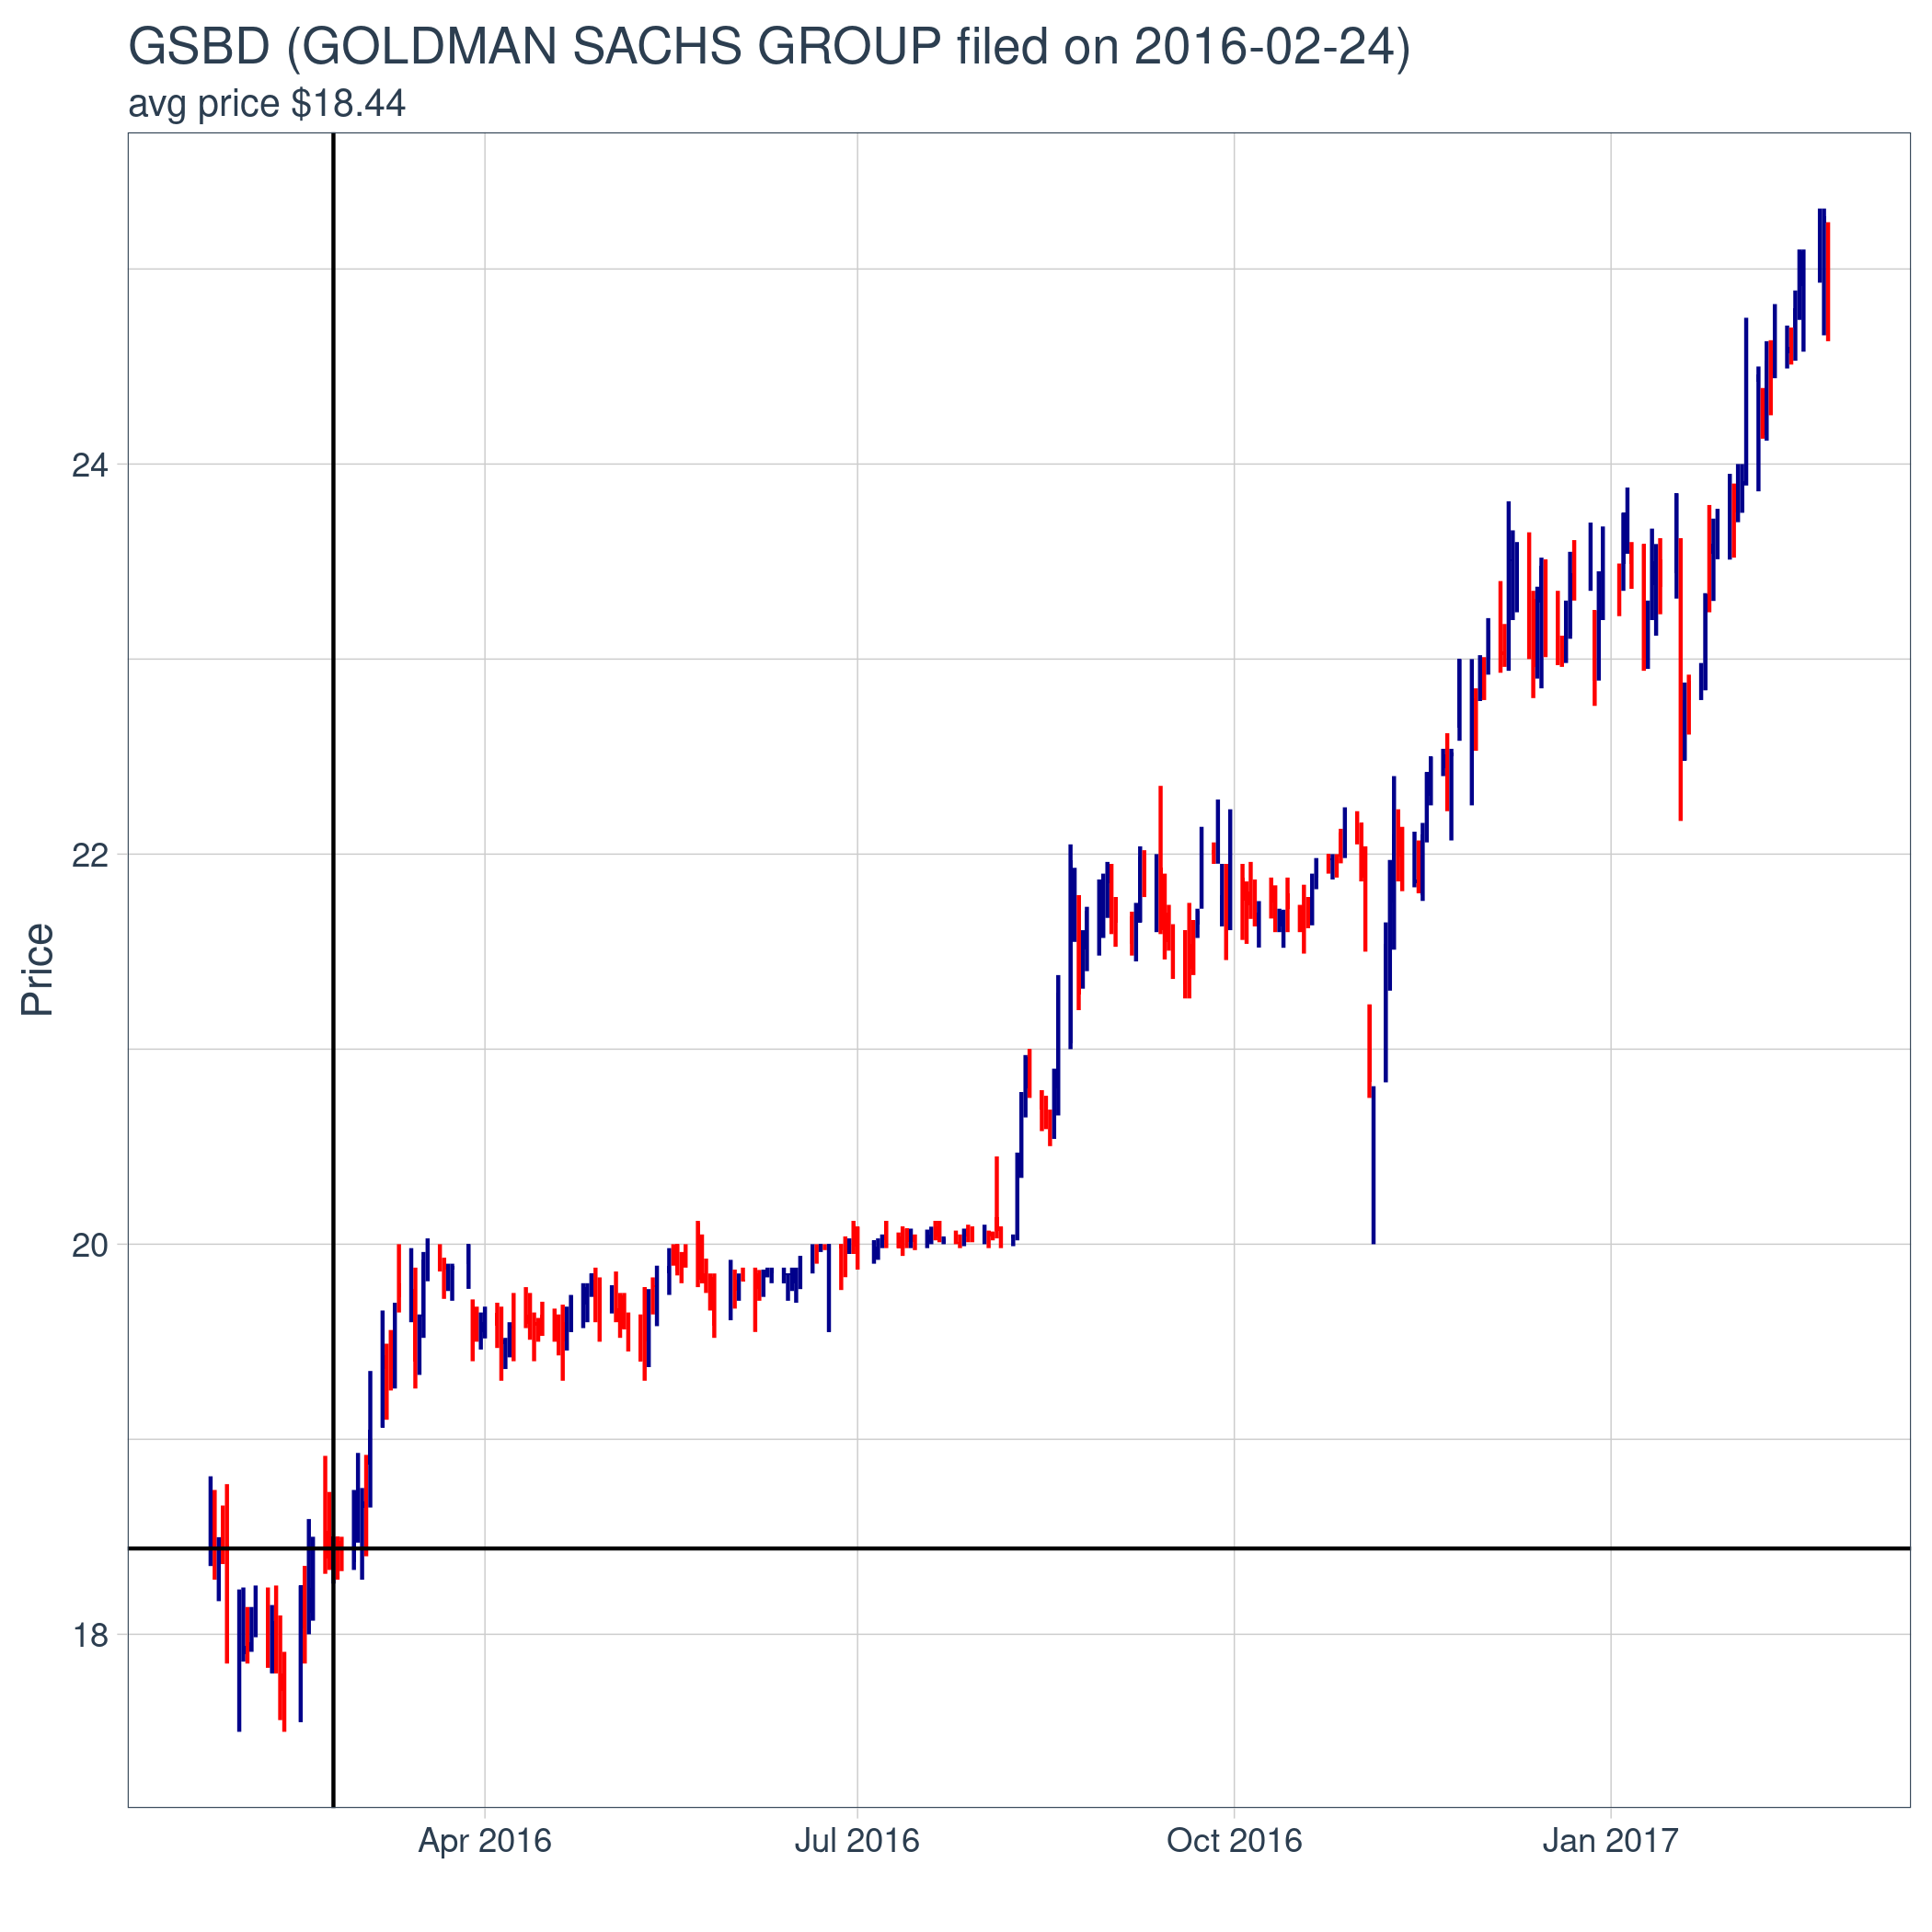 GSBD (GOLDMAN SACHS GROUP filed on 2016-02-24)
avg price $18.44
Price
24
22
20
18
Apr 2016
Jul 2016
Oct 2016
Jan 2017